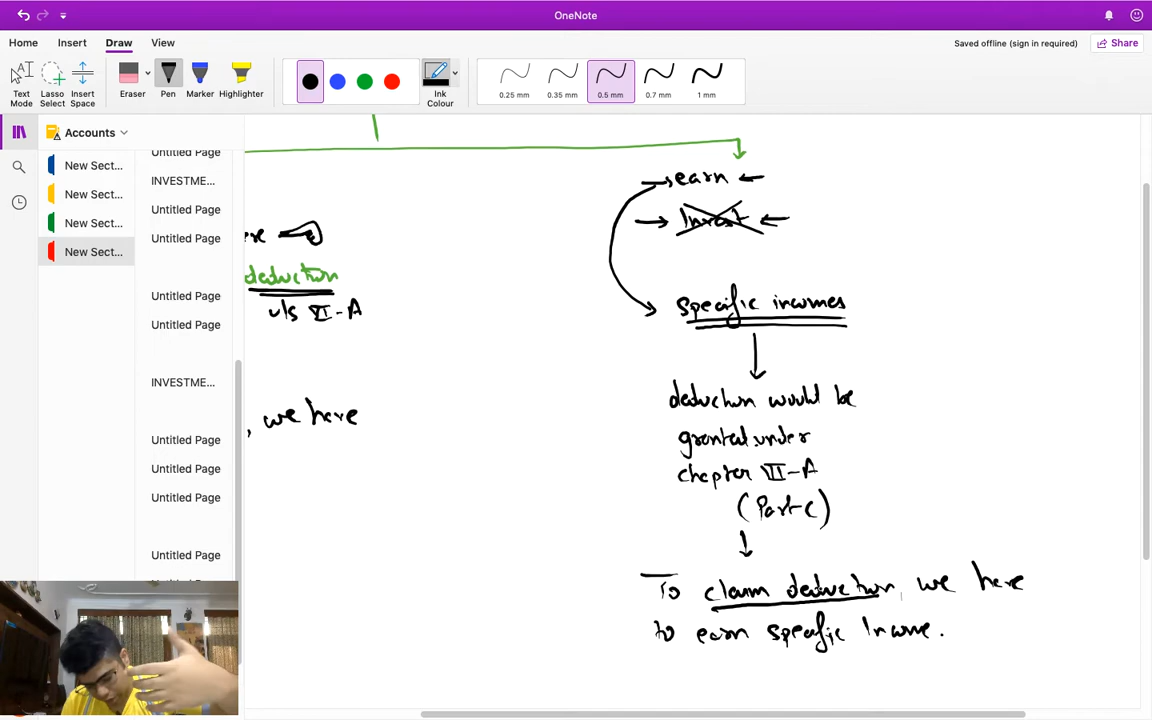 OneNote
Home
Insert
Draw
View
Saved offline (sign in required)
Share
Text Mode
Lasso Select
Insert Space
Eraser
Pen
Marker
Highlighter
Ink Colour
0.25 mm
0.35 mm
0.5 mm
0.7 mm
1 mm
Accounts
New Sect...
New Sect...
New Sect...
New Sect...
Untitled Page
INVESTME...
Untitled Page
Untitled Page
Untitled Page
Untitled Page
INVESTME...
Untitled Page
Untitled Page
Untitled Page
Untitled Page
deduction
u/s VI-A
, we have
earn
Invest
specific incomes
deduction would be
granted under
chapter VI-A
(Part-C)
To claim deduction, we have
to earn specific Income.